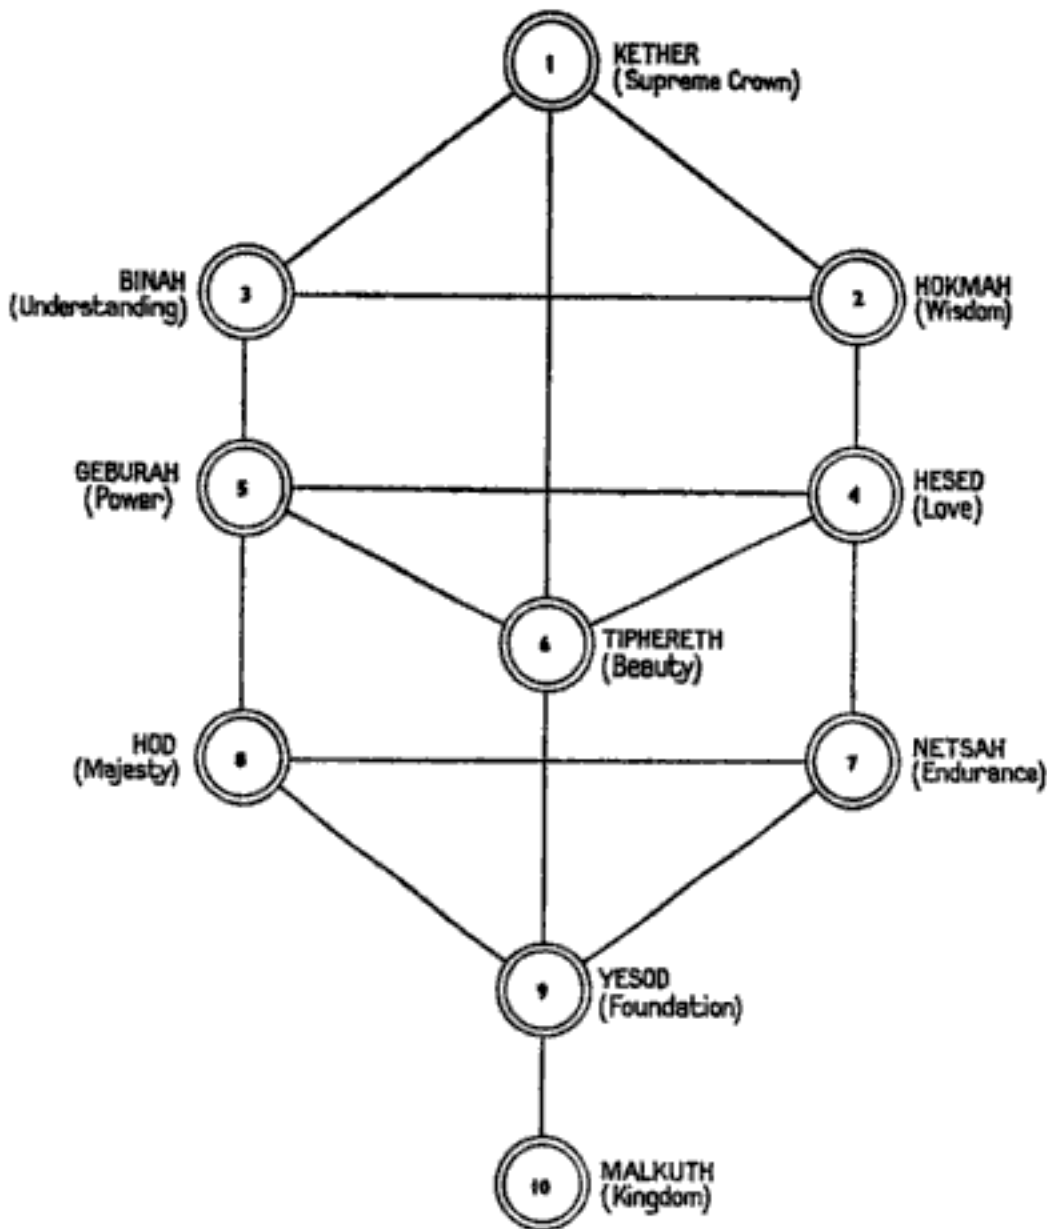 1
KETHER
(Supreme Crown)
BINAH
(Understanding)
3
2
HOKMAH
(Wisdom)
GEBURAH
(Power)
5
4
HESED
(Love)
6
TIPHERETH
(Beauty)
HOD
(Majesty)
8
7
NETSAH
(Endurance)
9
YESOD
(Foundation)
10
MALKUTH
(Kingdom)